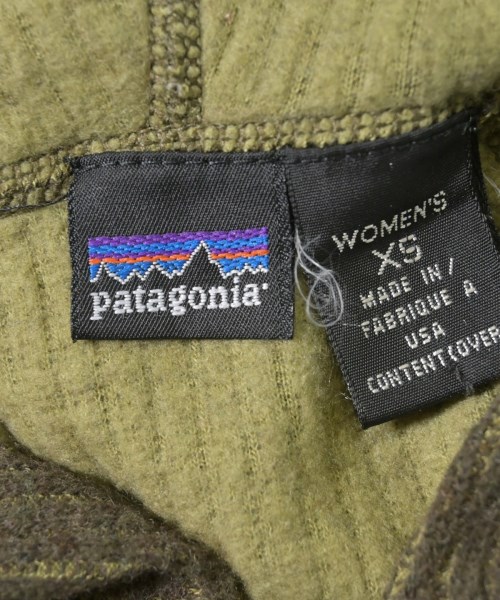 patagonia
WOMEN'S
XS
MADE IN/
FABRIQUE A
USA
CONTENT(OVER